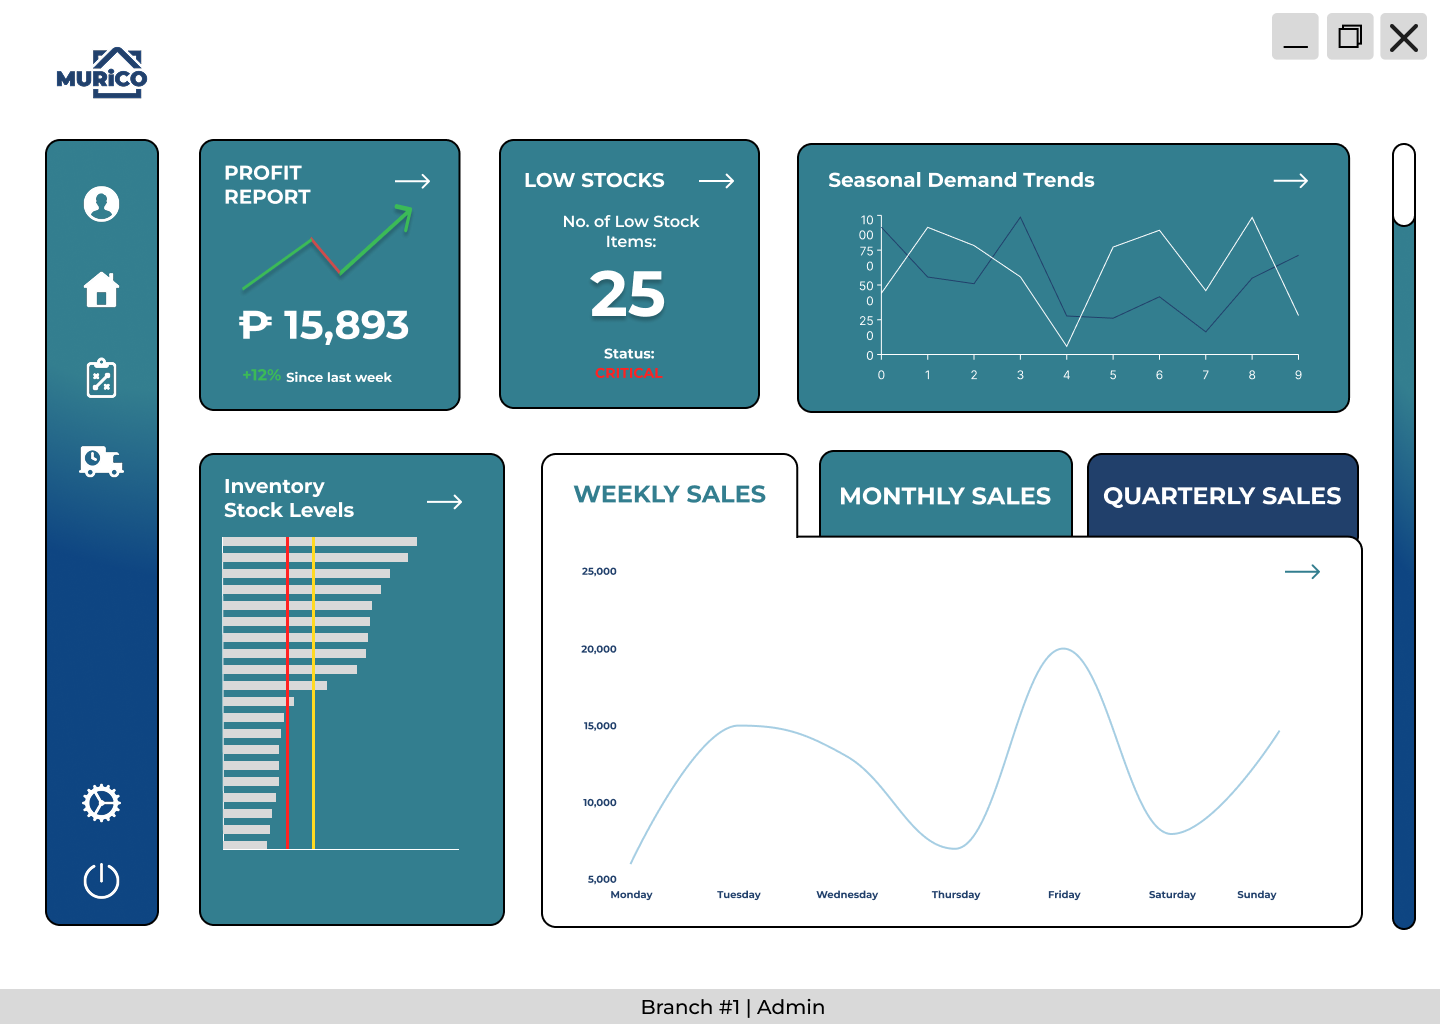 MURiCO
PROFIT
REPORT
₱ 15,893
+12% Since last week
LOW STOCKS
No. of Low Stock
Items:
25
Status:
CRITICAL
Seasonal Demand Trends
10
00
75
0
50
0
25
0
0
0 1 2 3 4 5 6 7 8 9
Inventory
Stock Levels
WEEKLY SALES
MONTHLY SALES
QUARTERLY SALES
25,000
20,000
15,000
10,000
5,000
Monday Tuesday Wednesday Thursday Friday Saturday Sunday
Branch #1 | Admin